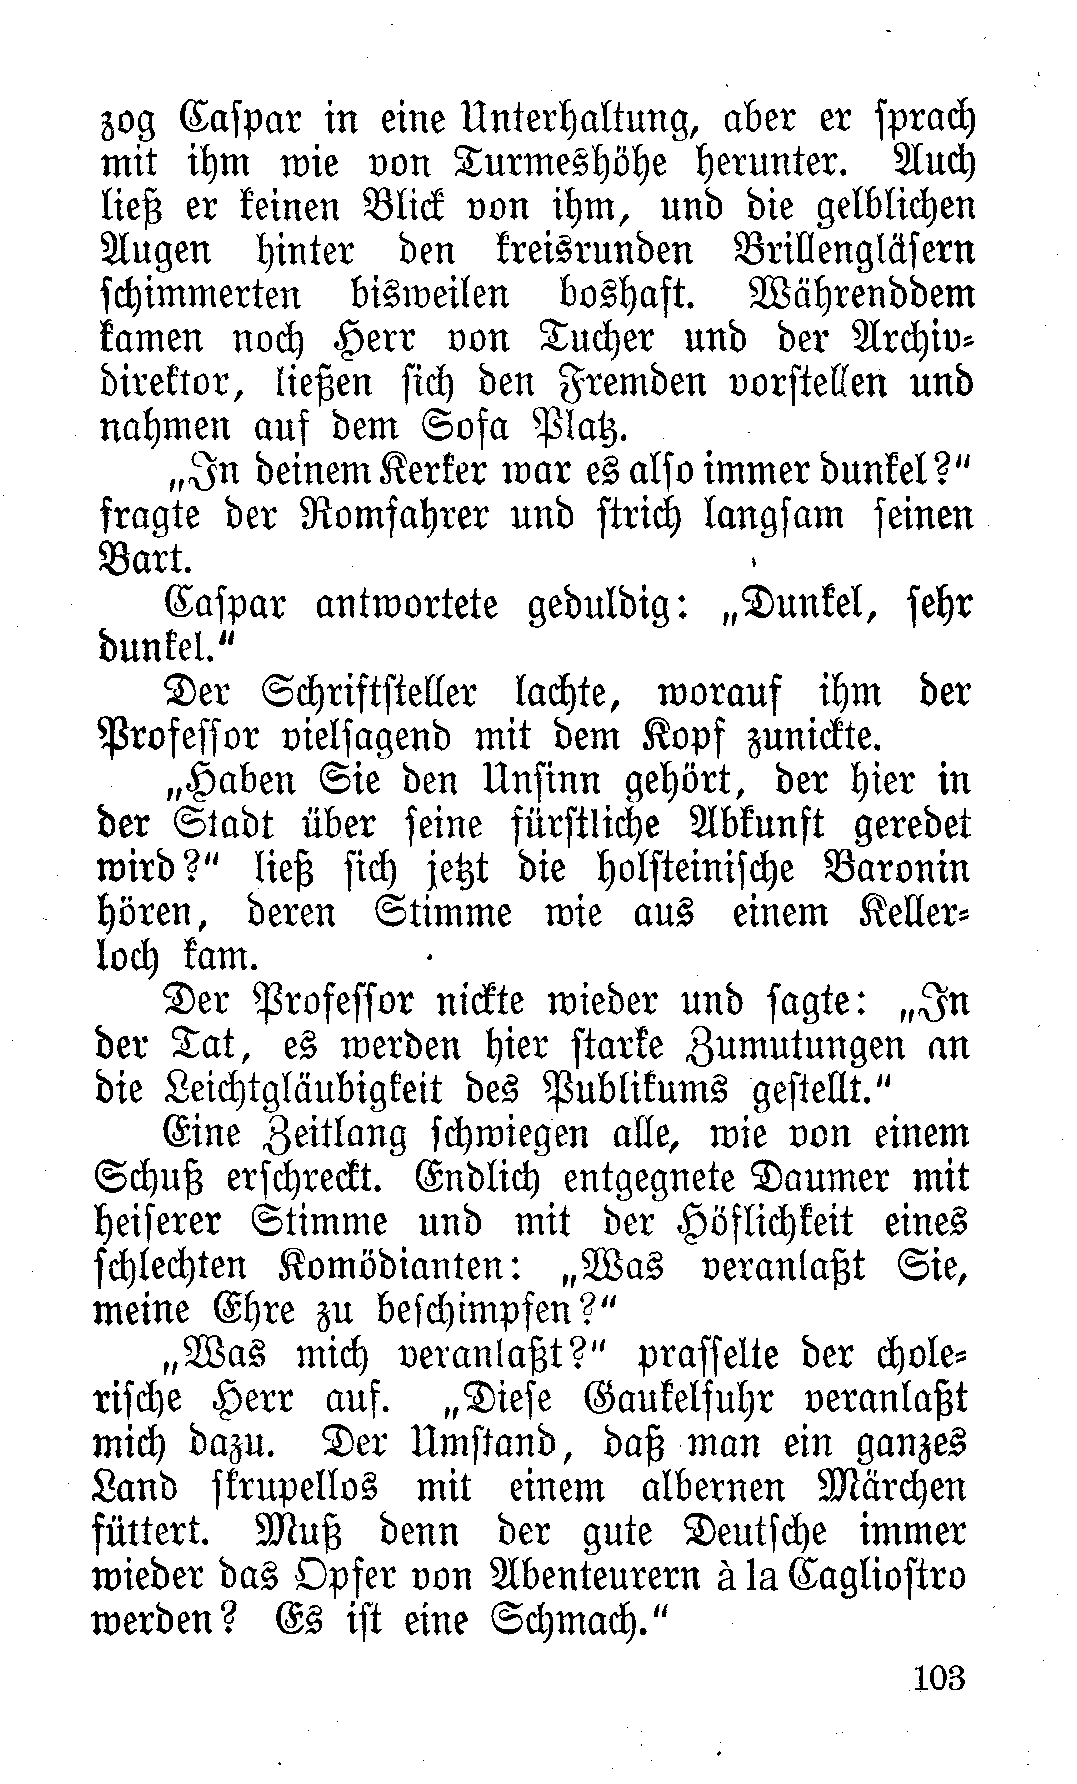 zog Caspar in eine Unterhaltung, aber er sprach
mit ihm wie von Turmeshöhe herunter. Auch
ließ er keinen Blick von ihm, und die gelblichen
Augen hinter den kreisrunden Brillengläsern
schimmerten bisweilen boshaft. Währenddem
kamen noch Herr von Tucher und der Archiv-
direktor, ließen sich den Fremden vorstellen und
nahmen auf dem Sofa Platz.
„In deinem Kerker war es also immer dunkel?“
fragte der Romfahrer und strich langsam seinen
Bart.
Caspar antwortete geduldig: „Dunkel, sehr
dunkel.“
Der Schriftsteller lachte, worauf ihm der
Professor vielsagend mit dem Kopf zunickte.
„Haben Sie den Unsinn gehört, der hier in
der Stadt über seine fürstliche Abkunft geredet
wird?“ ließ sich jetzt die holsteinische Baronin
hören, deren Stimme wie aus einem Keller-
loch kam.
Der Professor nickte wieder und sagte: „In
der Tat, es werden hier starke Zumutungen an
die Leichtgläubigkeit des Publikums gestellt.“
Eine Zeitlang schwiegen alle, wie von einem
Schuß erschreckt. Endlich entgegnete Daumer mit
heiserer Stimme und mit der Höflichkeit eines
schlechten Komödianten: „Was veranlaßt Sie,
meine Ehre zu beschimpfen?“
„Was mich veranlaßt?“ prasselte der chole-
rische Herr auf. „Diese Gaukelfuhr veranlaßt
mich dazu. Der Umstand, daß man ein ganzes
Land skrupellos mit einem albernen Märchen
füttert. Muß denn der gute Deutsche immer
wieder das Opfer von Abenteurern à la Cagliostro
werden? Es ist eine Schmach.“
103